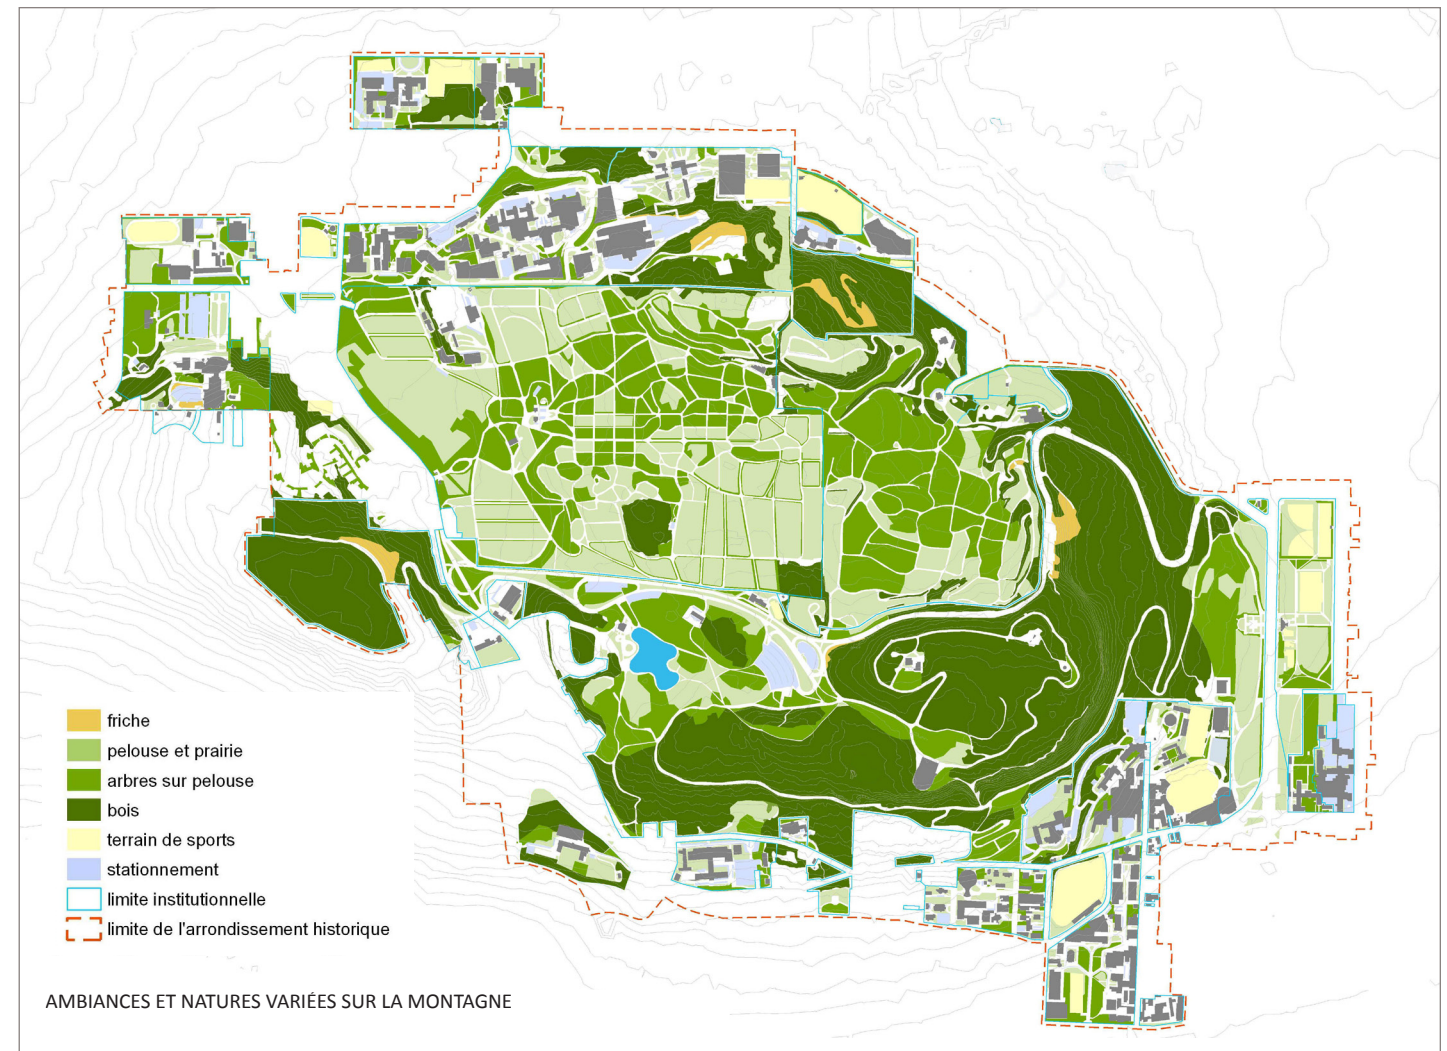 friche
pelouse et prairie
arbres sur pelouse
bois
terrain de sports
stationnement
limite institutionnelle
limite de l'arrondissement historique
AMBIANCES ET NATURES VARIÉES SUR LA MONTAGNE